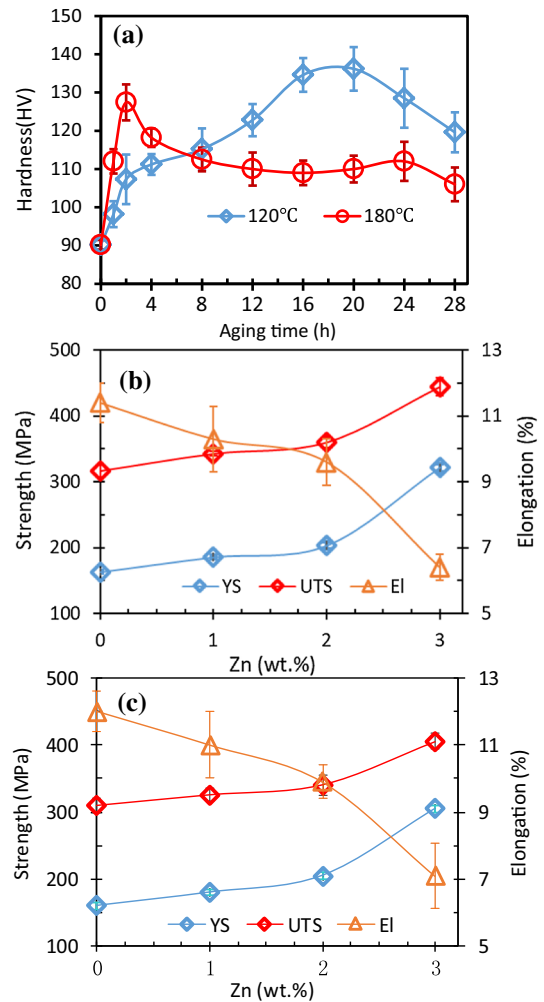 (a)
150
140
130
120
110
100
90
80
Hardness(HV)
120℃ 180℃
0 4 8 12 16 20 24 28
Aging time (h)
(b)
500
400
300
200
100
Strength (MPa)
13
11
9
7
5
Elongation (%)
YS UTS El
0 1 2 3
Zn (wt.%)
(c)
500
400
300
200
100
Strength (MPa)
13
11
9
7
5
Elongation (%)
YS UTS El
0 1 2 3
Zn (wt.%)